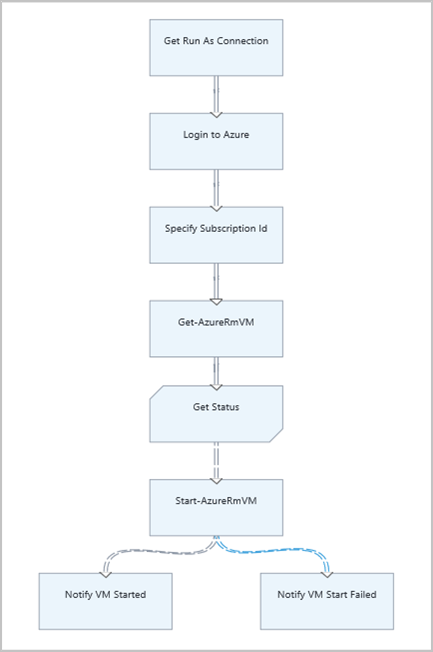 Get Run As Connection
Login to Azure
Specify Subscription Id
Get-AzureRmVM
Get Status
Start-AzureRmVM
Notify VM Started
Notify VM Start Failed